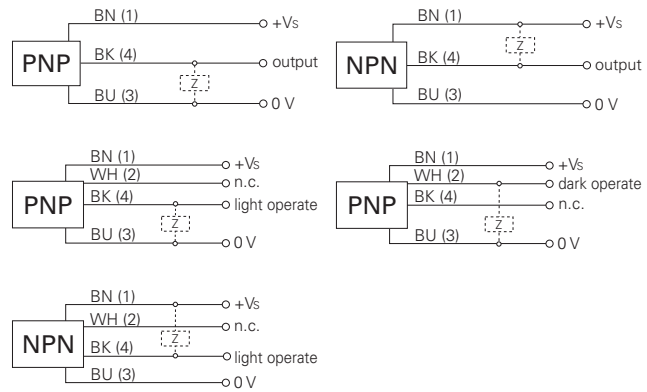 BN (1)
+Vs
PNP
BK (4)
output
Z
BU (3)
0 V
BN (1)
+Vs
Z
NPN
BK (4)
output
BU (3)
0 V
BN (1)
+Vs
WH (2)
n.c.
PNP
BK (4)
light operate
Z
BU (3)
0 V
BN (1)
+Vs
WH (2)
dark operate
PNP
BK (4)
n.c.
Z
BU (3)
0 V
BN (1)
+Vs
WH (2)
n.c.
Z
NPN
BK (4)
light operate
BU (3)
0 V